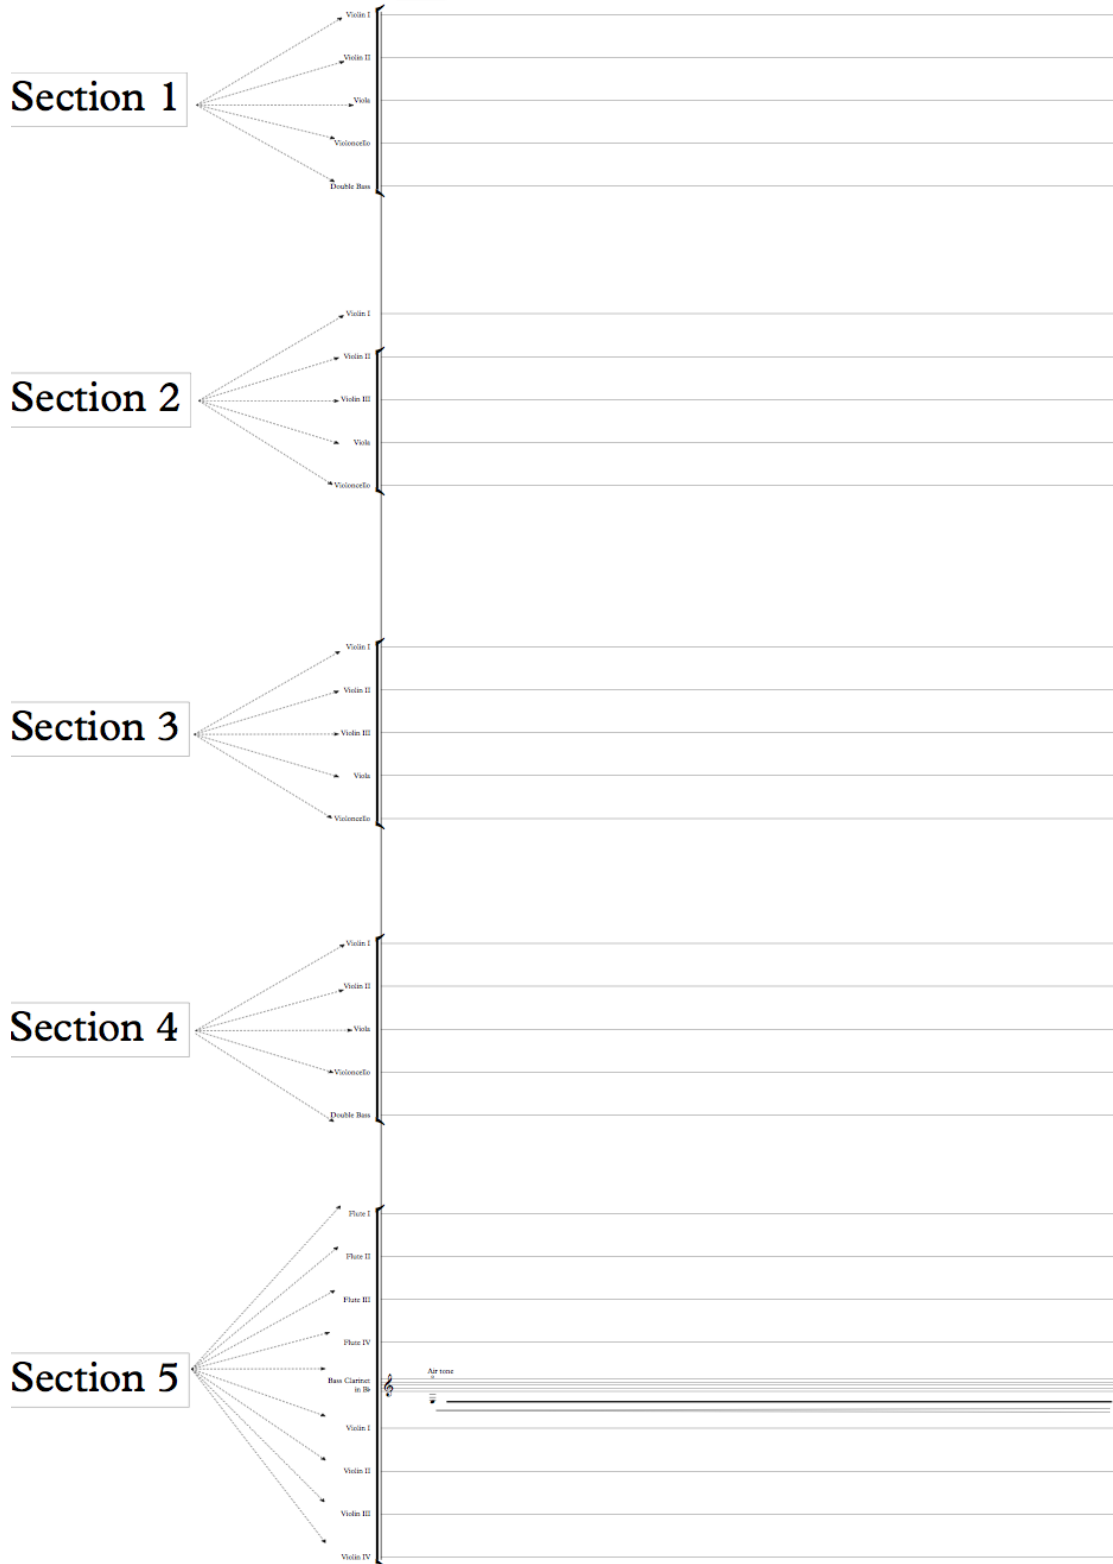 Section 1
Violin I
Violin II
Viola
Violoncello
Double Bass
Section 2
Violin I
Violin II
Violin III
Viola
Violoncello
Section 3
Violin I
Violin II
Violin III
Viola
Violoncello
Section 4
Violin I
Violin II
Viola
Violoncello
Double Bass
Section 5
Flute I
Flute II
Flute III
Flute IV
Air tone
Bass Clarinet
in B♭
Violin I
Violin II
Violin III
Violin IV